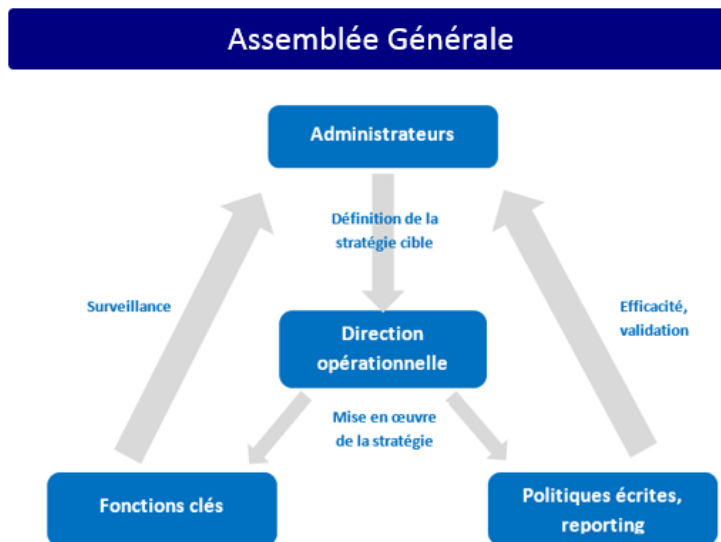 Assemblée Générale
Administrateurs
Définition de la
stratégie cible
Surveillance
Efficacité,
validation
Direction
opérationnelle
Mise en œuvre
de la stratégie
Fonctions clés
Politiques écrites,
reporting